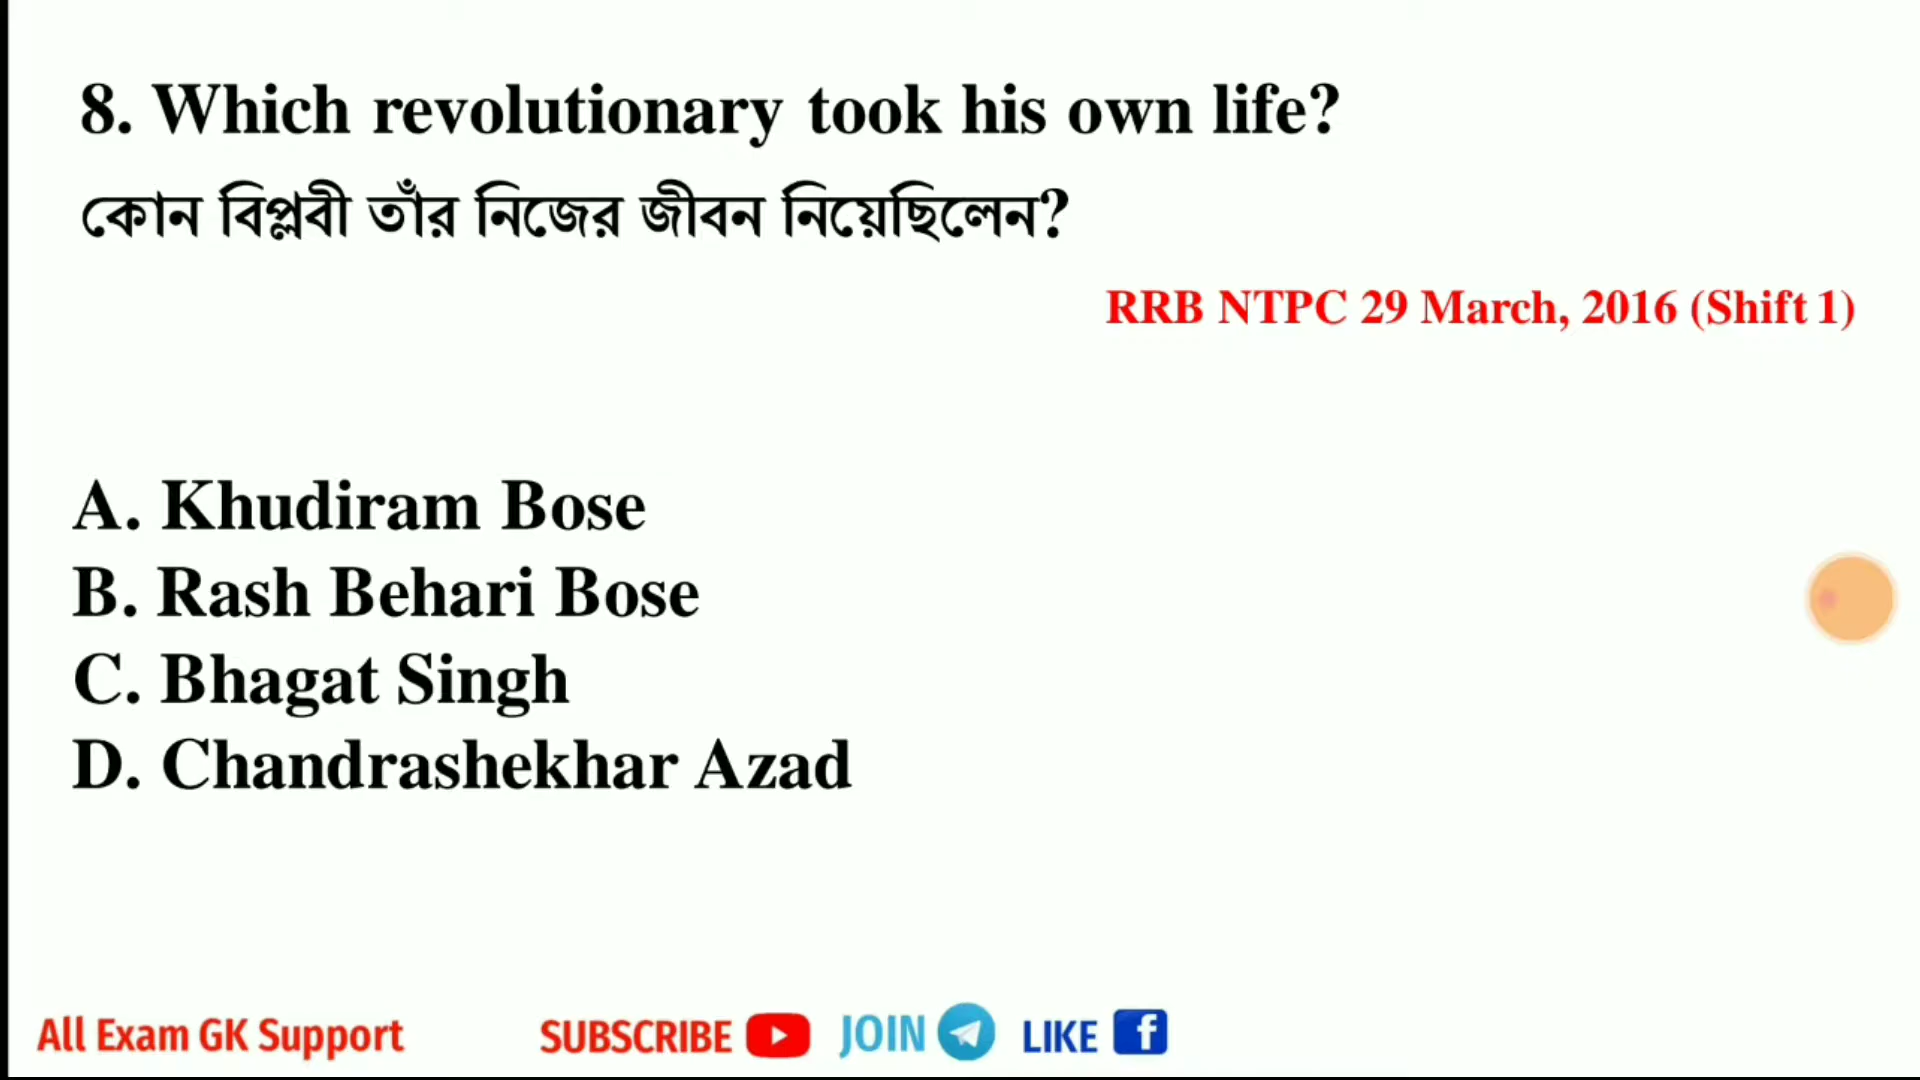 8. Which revolutionary took his own life?
কোন বিপ্লবী তাঁর নিজের জীবন নিয়েছিলেন?
RRB NTPC 29 March, 2016 (Shift 1)
A. Khudiram Bose
B. Rash Behari Bose
C. Bhagat Singh
D. Chandrashekhar Azad
All Exam GK Support SUBSCRIBE JOIN LIKE f